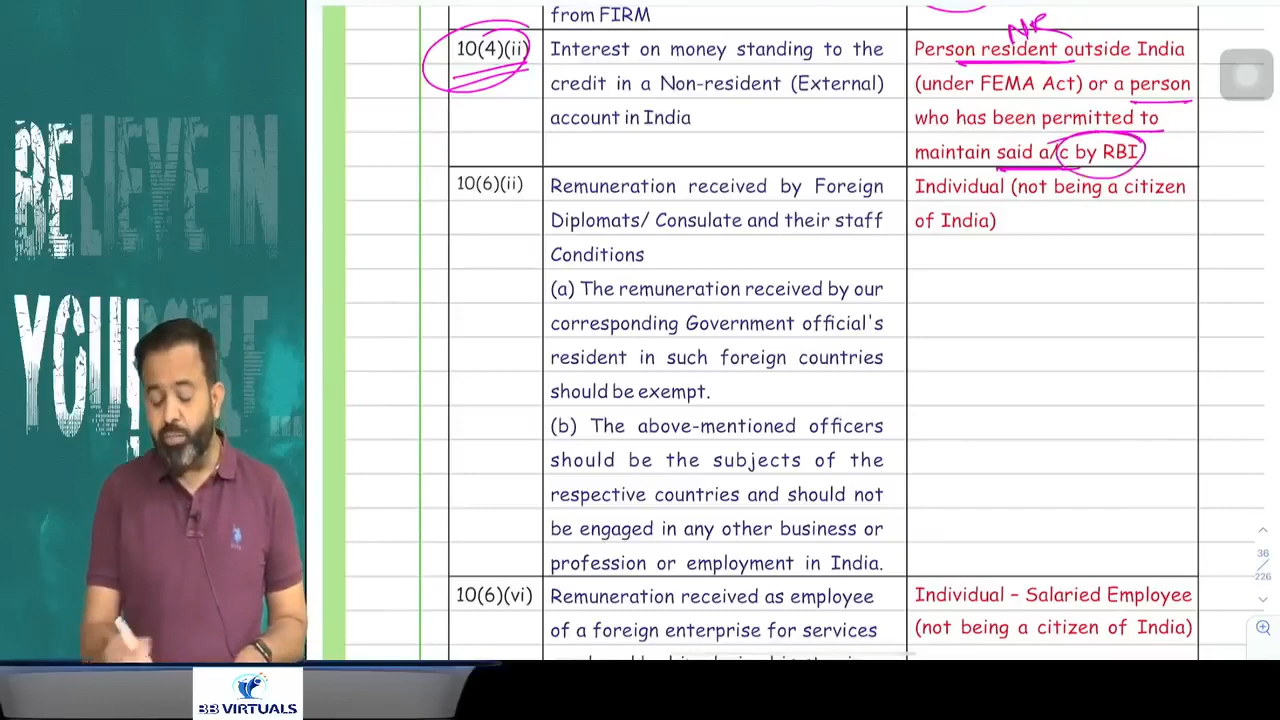 BELIEVE IN
YOURSELF...
from FIRM
NR
10(4)(ii)
Interest on money standing to the
credit in a Non-resident (External)
account in India
Person resident outside India
(under FEMA Act) or a person
who has been permitted to
maintain said a/c by RBI
10(6)(ii)
Remuneration received by Foreign
Diplomats/ Consulate and their staff
Conditions
(a) The remuneration received by our
corresponding Government official's
resident in such foreign countries
should be exempt.
(b) The above-mentioned officers
should be the subjects of the
respective countries and should not
be engaged in any other business or
profession or employment in India.
Individual (not being a citizen
of India)
10(6)(vi)
Remuneration received as employee
of a foreign enterprise for services
Individual – Salaried Employee
(not being a citizen of India)
36
226
BB VIRTUALS